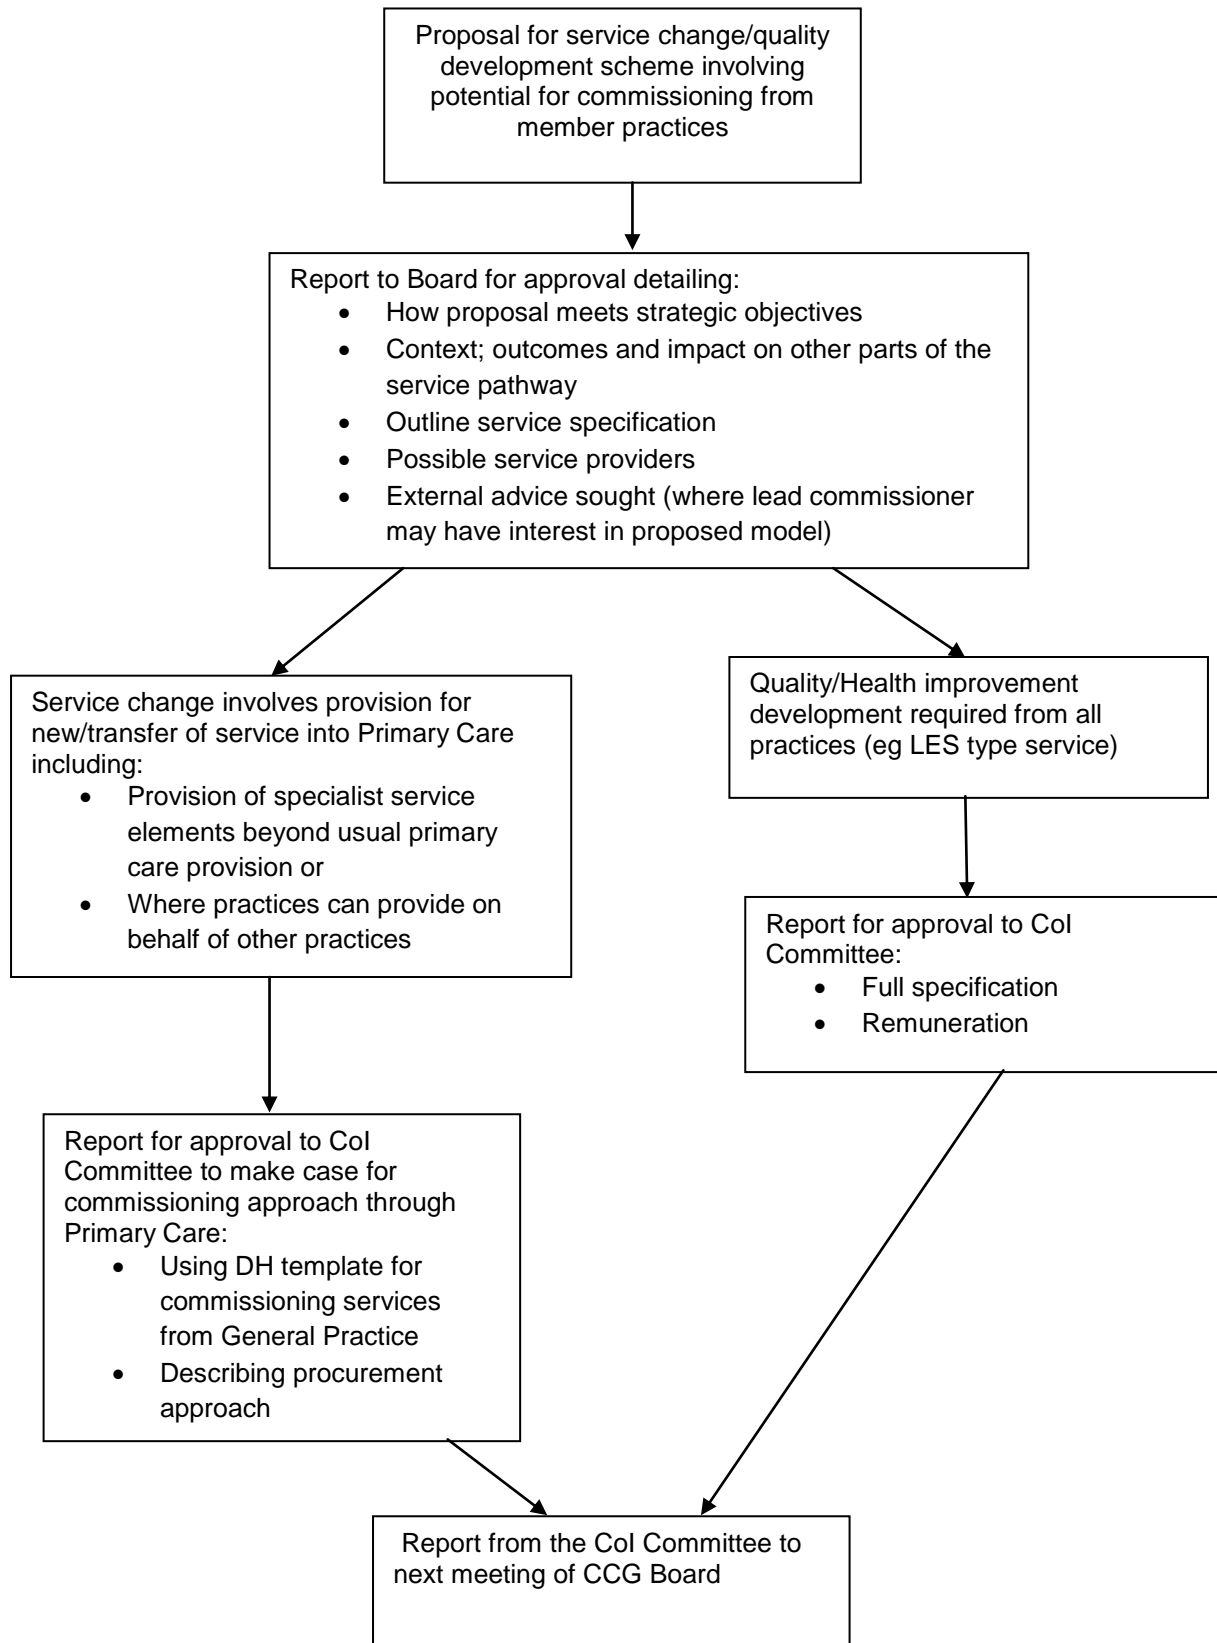 Proposal for service change/quality
development scheme involving
potential for commissioning from
member practices
Report to Board for approval detailing:
• How proposal meets strategic objectives
• Context; outcomes and impact on other parts of the
service pathway
• Outline service specification
• Possible service providers
• External advice sought (where lead commissioner
may have interest in proposed model)
Service change involves provision for
new/transfer of service into Primary Care
including:
• Provision of specialist service
elements beyond usual primary
care provision or
• Where practices can provide on
behalf of other practices
Quality/Health improvement
development required from all
practices (eg LES type service)
Report for approval to CoI
Committee:
• Full specification
• Remuneration
Report for approval to CoI
Committee to make case for
commissioning approach through
Primary Care:
• Using DH template for
commissioning services
from General Practice
• Describing procurement
approach
Report from the CoI Committee to
next meeting of CCG Board